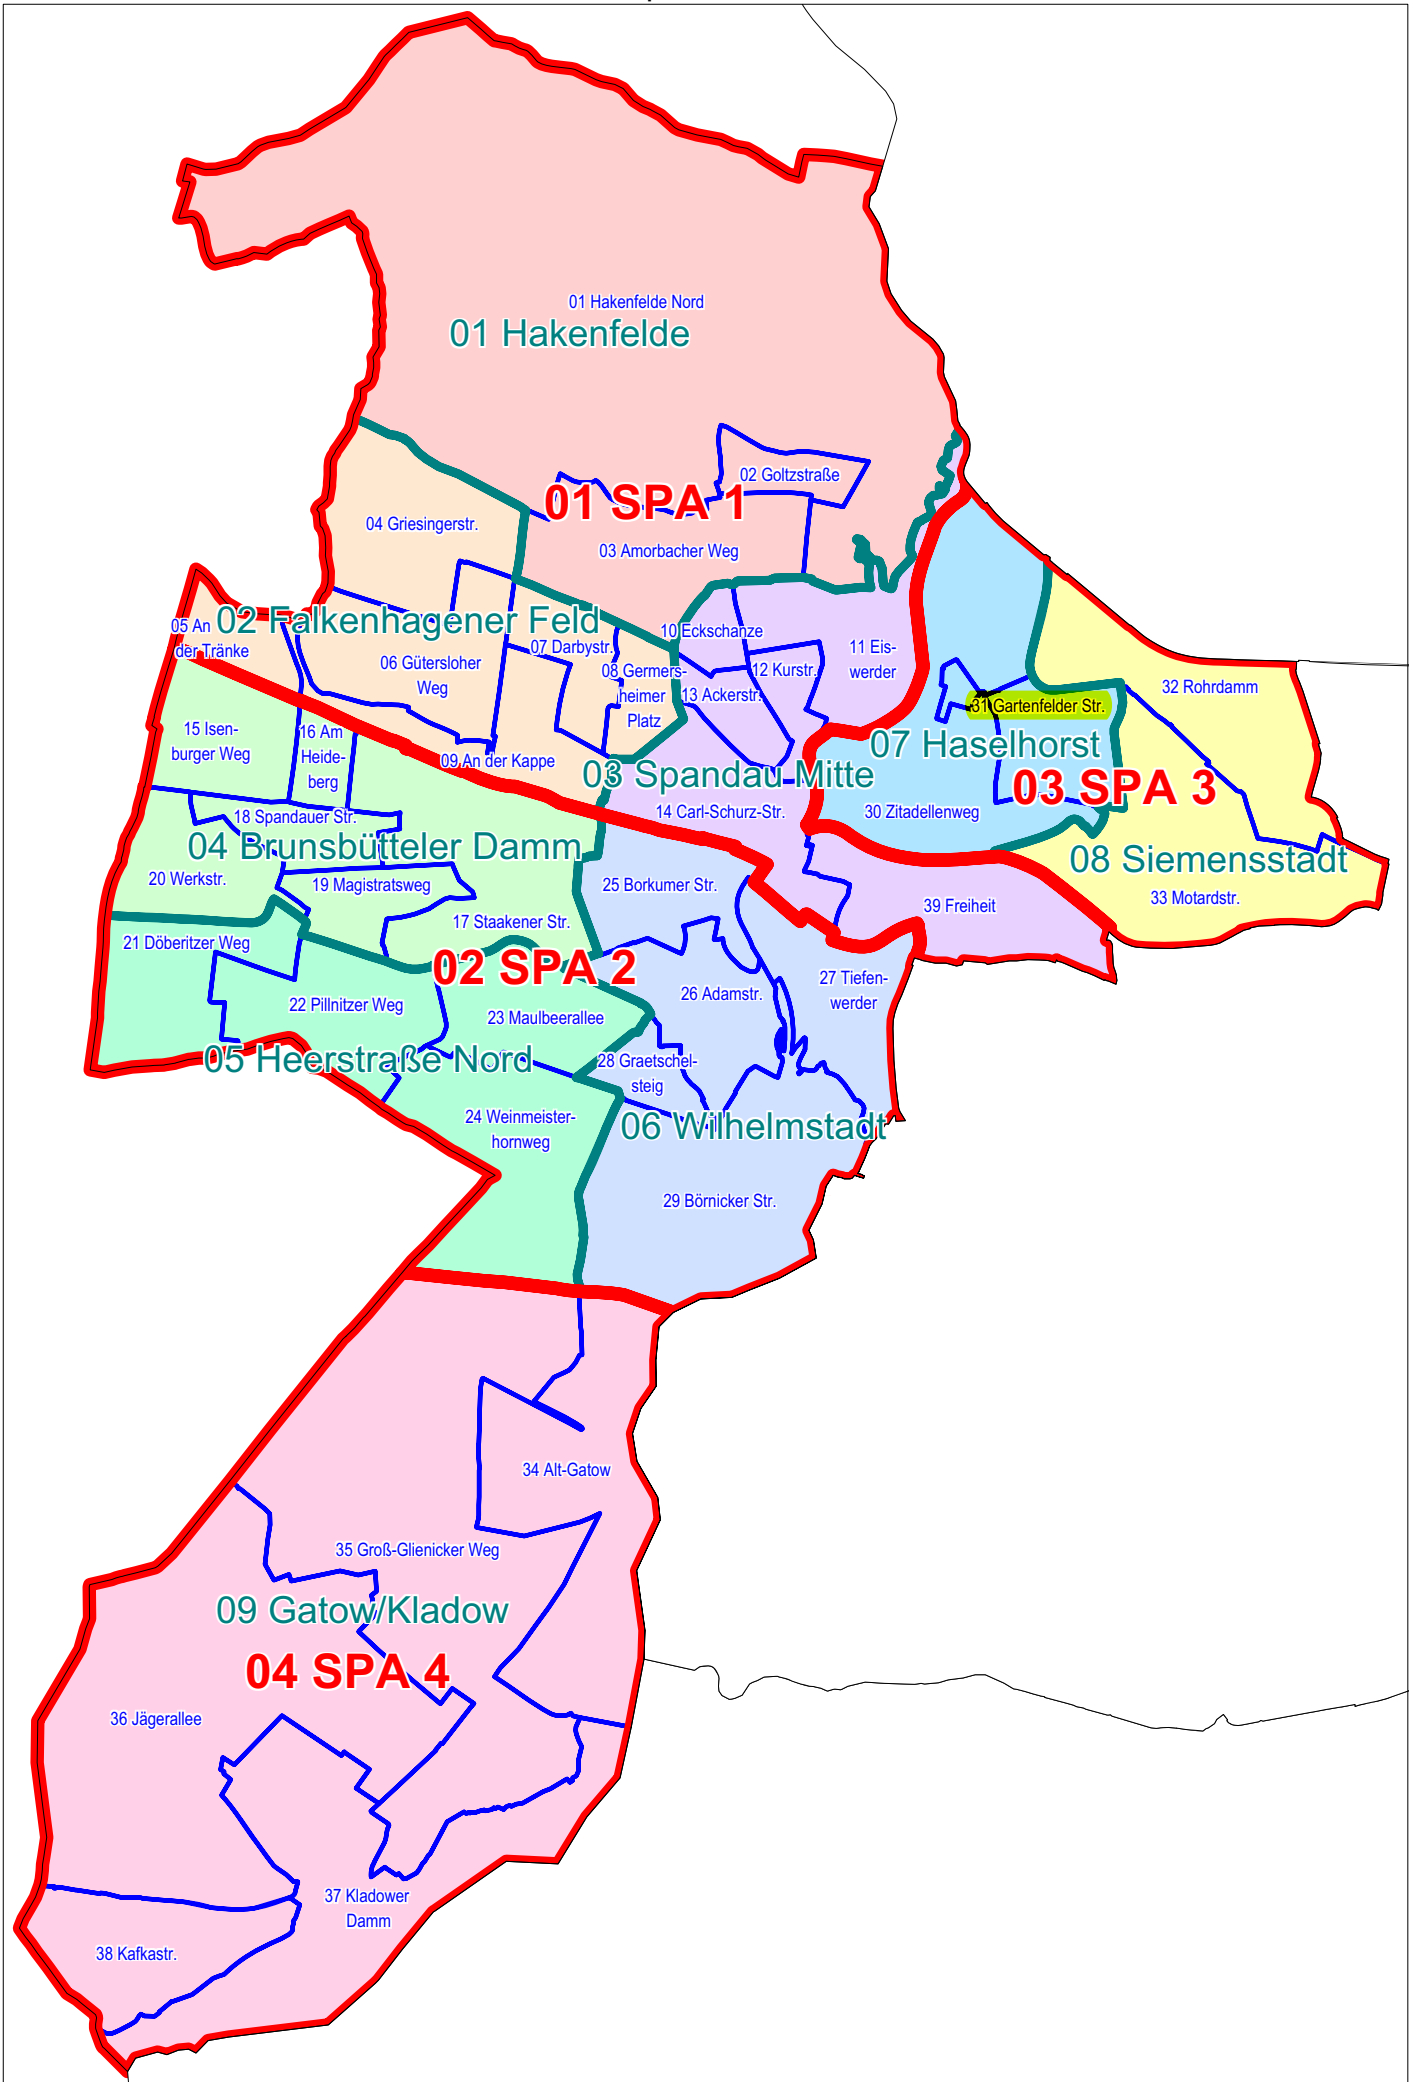 01 Hakenfelde Nord
01 Hakenfelde
02 Goltzstraße
01 SPA 1
04 Griesingerstr.
03 Amorbacher Weg
05 An
der Tränke
02 Falkenhagener Feld
06 Gütersloher
Weg
07 Darbystr.
08 Germers-
heimer
Platz
09 An der Kappe
10 Eckschanze
11 Eis-
werder
12 Kurstr.
13 Ackerstr.
03 Spandau Mitte
14 Carl-Schurz-Str.
32 Rohrdamm
31 Gartenfelder Str.
07 Haselhorst
03 SPA 3
30 Zitadellenweg
08 Siemensstadt
33 Motardstr.
39 Freiheit
15 Isen-
burger Weg
16 Am
Heide-
berg
18 Spandauer Str.
04 Brunsbütteler Damm
20 Werkstr.
19 Magistratsweg
17 Staakener Str.
25 Borkumer Str.
21 Döberitzer Weg
02 SPA 2
22 Pillnitzer Weg
23 Maulbeerallee
26 Adamstr.
27 Tiefen-
werder
05 Heerstraße Nord
28 Graetschel-
steig
24 Weinmeister-
hornweg
06 Wilhelmstadt
29 Börnicker Str.
34 Alt-Gatow
35 Groß-Glienicker Weg
09 Gatow/Kladow
04 SPA 4
36 Jägerallee
37 Kladower
Damm
38 Kafkastr.